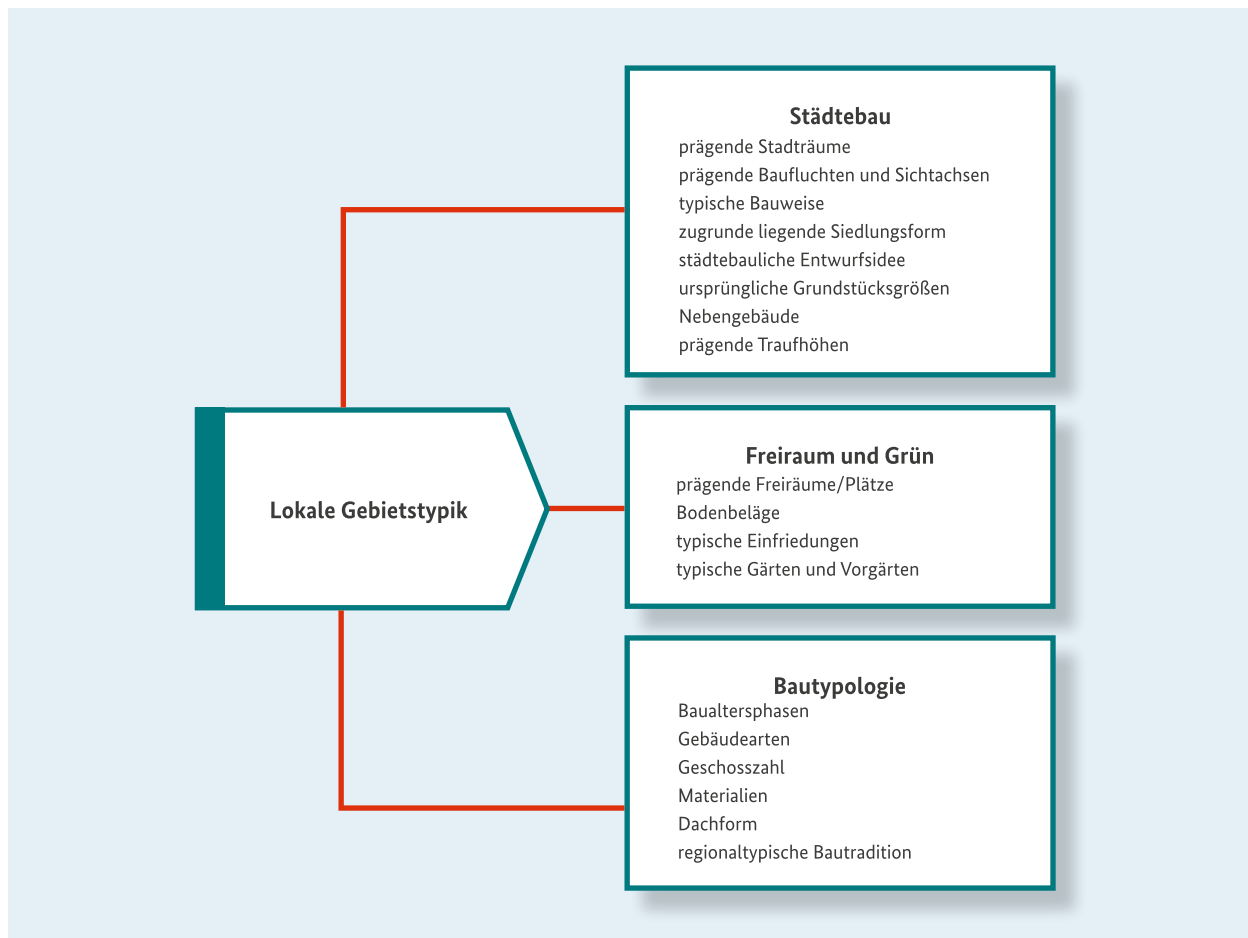 Städtebau
prägende Stadträume
prägende Baufluchten und Sichtachsen
typische Bauweise
zugrunde liegende Siedlungsform
städtebauliche Entwurfsidee
ursprüngliche Grundstücksgrößen
Nebengebäude
prägende Traufhöhen
Lokale Gebietstypik
Freiraum und Grün
prägende Freiräume/Plätze
Bodenbeläge
typische Einfriedungen
typische Gärten und Vorgärten
Bautypologie
Baualtersphasen
Gebäudearten
Geschosszahl
Materialien
Dachform
regionaltypische Bautradition